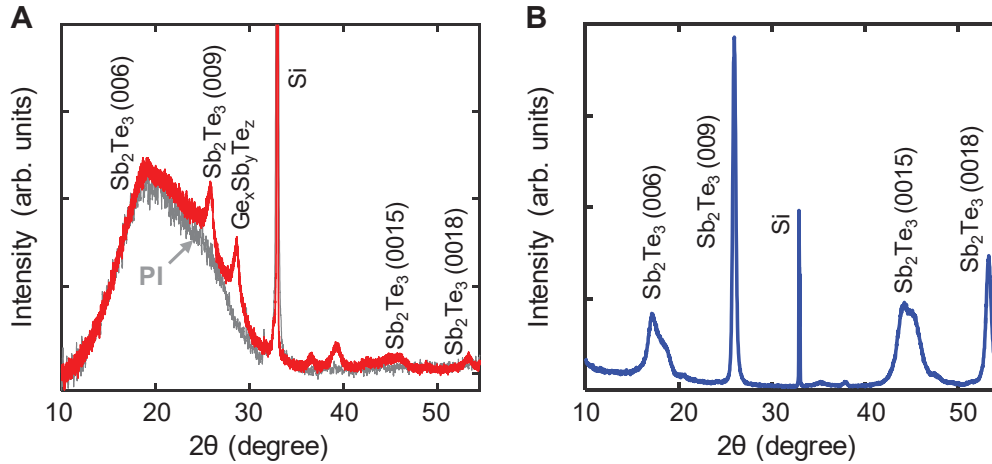 A
Intensity (arb. units)
Sb₂Te₃ (006)
Sb₂Te₃ (009)
GeₓSbᵧTe_z
Si
PI
Sb₂Te₃ (0015)
Sb₂Te₃ (0018)
10 20 30 40 50
2θ (degree)
B
Intensity (arb. units)
Sb₂Te₃ (006)
Sb₂Te₃ (009)
Si
Sb₂Te₃ (0015)
Sb₂Te₃ (0018)
10 20 30 40 50
2θ (degree)